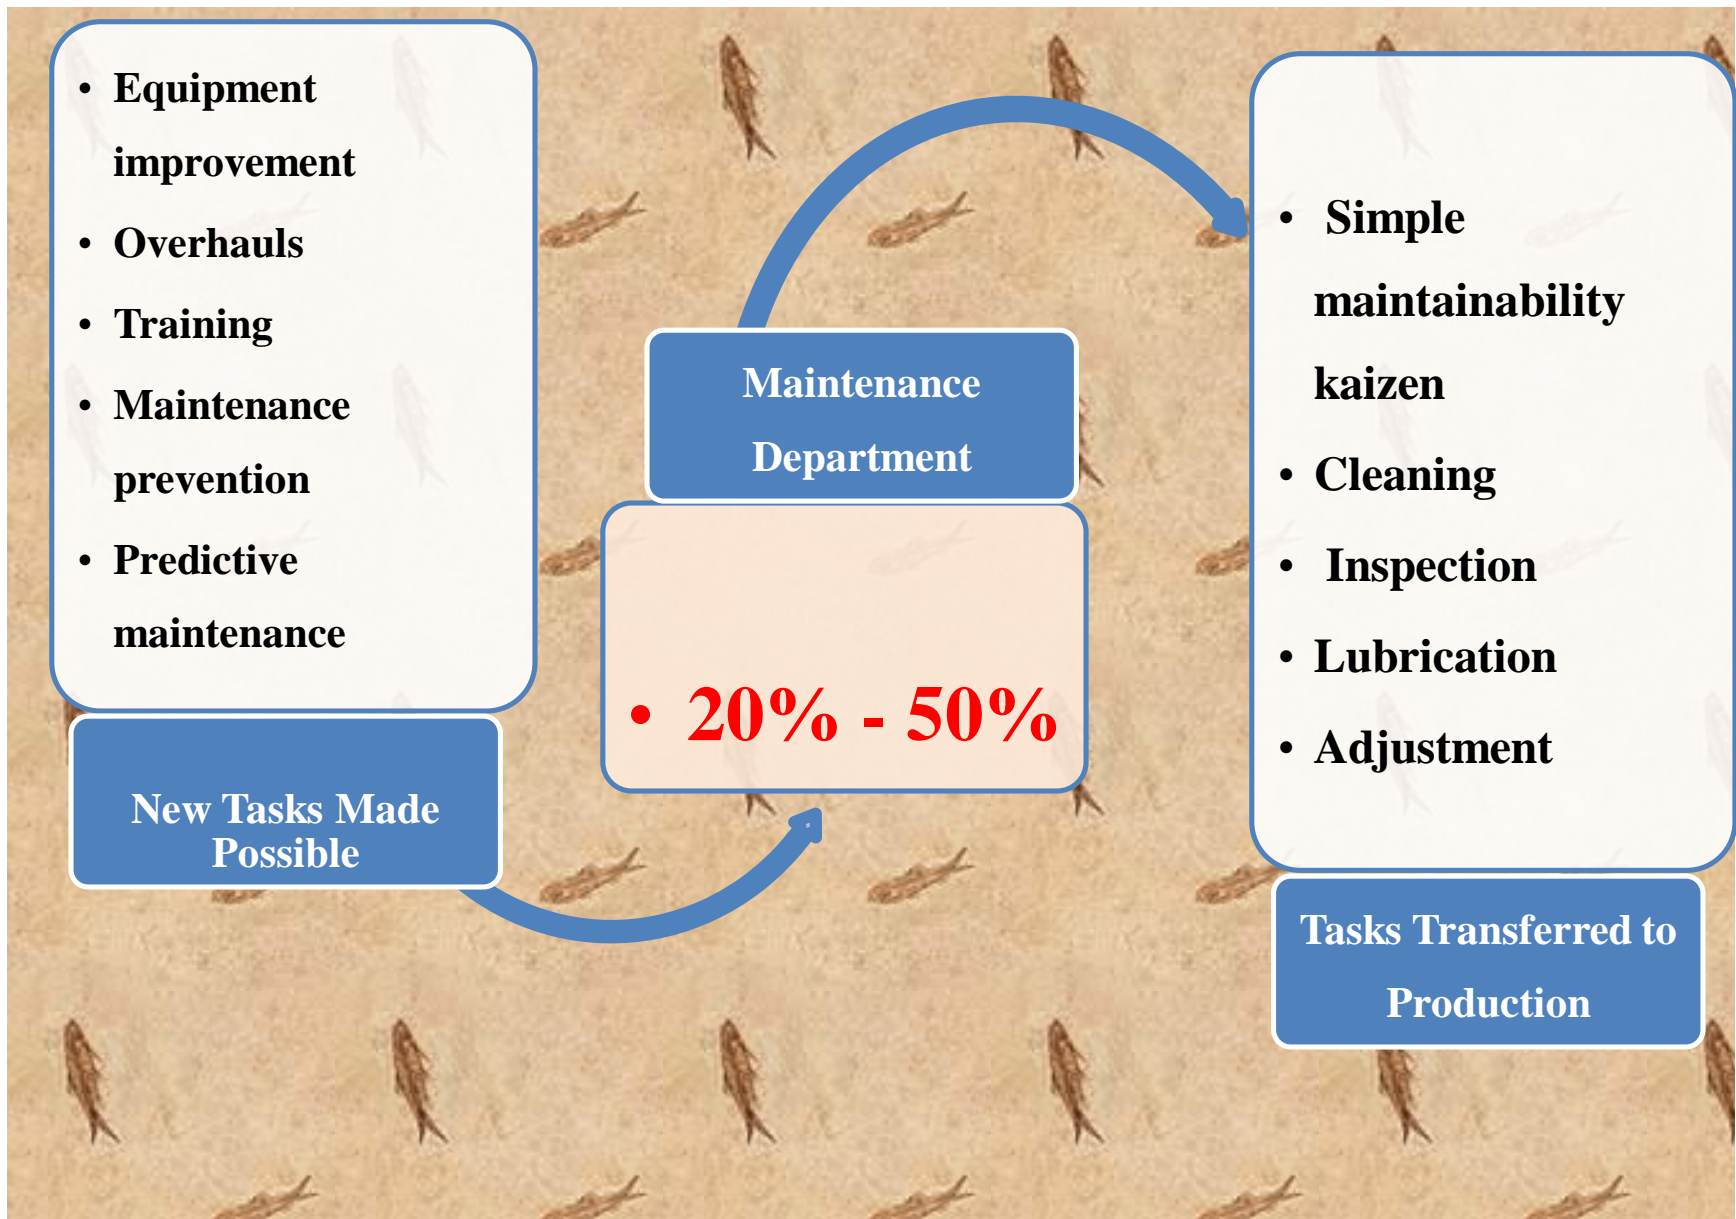 • Equipment
improvement
• Overhauls
• Training
• Maintenance
prevention
• Predictive
maintenance
New Tasks Made
Possible
Maintenance
Department
• 20% - 50%
• Simple
maintainability
kaizen
• Cleaning
• Inspection
• Lubrication
• Adjustment
Tasks Transferred to
Production